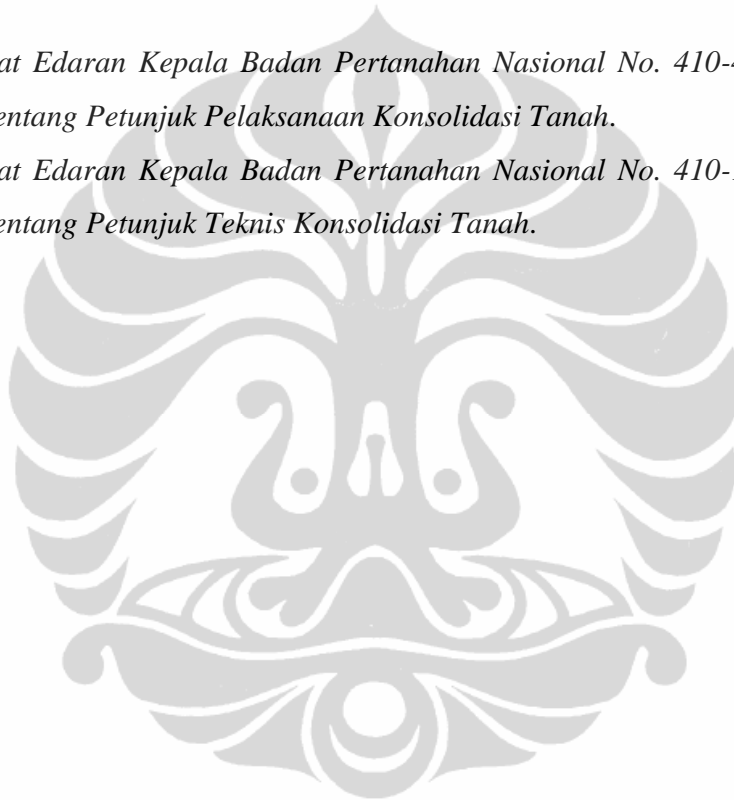 at Edaran Kepala Badan Pertanahan Nasional No. 410-
entang Petunjuk Pelaksanaan Konsolidasi Tanah.
at Edaran Kepala Badan Pertanahan Nasional No. 410-
entang Petunjuk Teknis Konsolidasi Tanah.